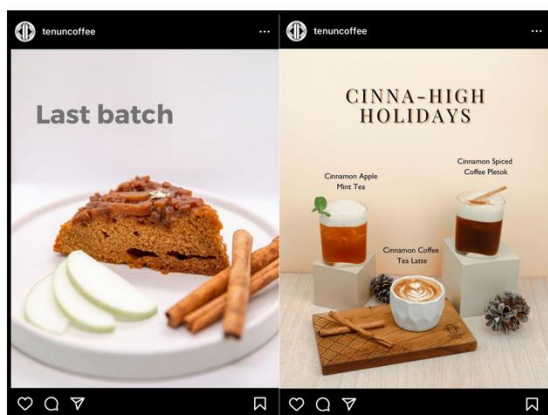 tenuncoffee
Last batch
tenuncoffee
CINNA-HIGH
HOLIDAYS
Cinnamon Apple
Mint Tea
Cinnamon Spiced
Coffee Pletok
Cinnamon Coffee
Tea Latte